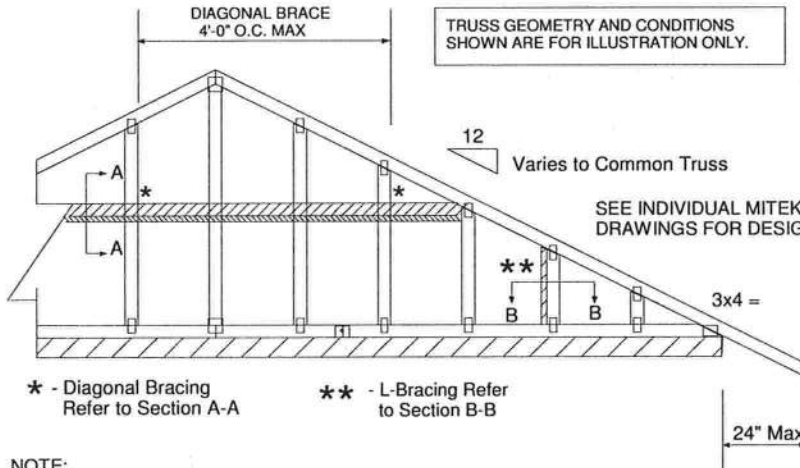 DIAGONAL BRACE
4'-0" O.C. MAX
TRUSS GEOMETRY AND CONDITIONS
SHOWN ARE FOR ILLUSTRATION ONLY.
12
Varies to Common Truss
A
*
*
SEE INDIVIDUAL MITEK
DRAWINGS FOR DESIG
A
**
B
B
3x4 =
* - Diagonal Bracing
Refer to Section A-A
** - L-Bracing Refer
to Section B-B
24" Max
NOTE: